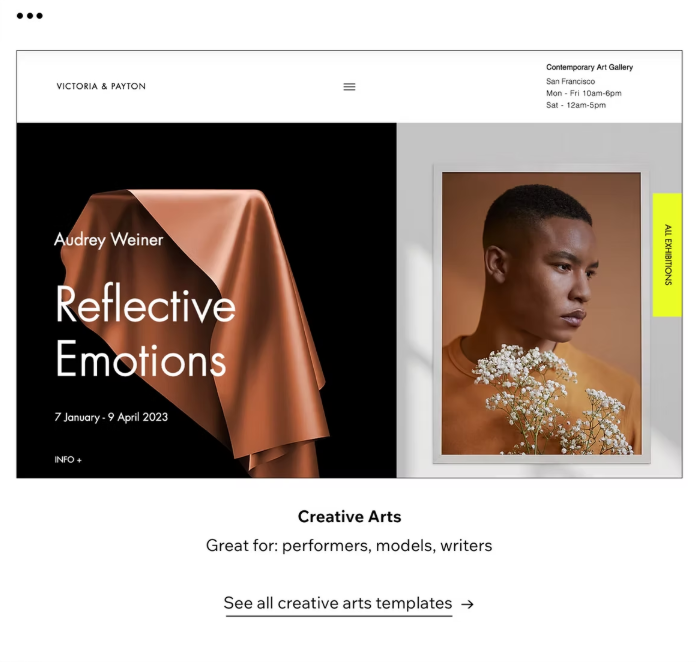 VICTORIA & PAYTON
Contemporary Art Gallery
San Francisco
Mon - Fri 10am-6pm
Sat - 12am-5pm
Audrey Weiner
Reflective
Emotions
7 January - 9 April 2023
INFO +
ALL EXHIBITIONS
Creative Arts
Great for: performers, models, writers
See all creative arts templates →